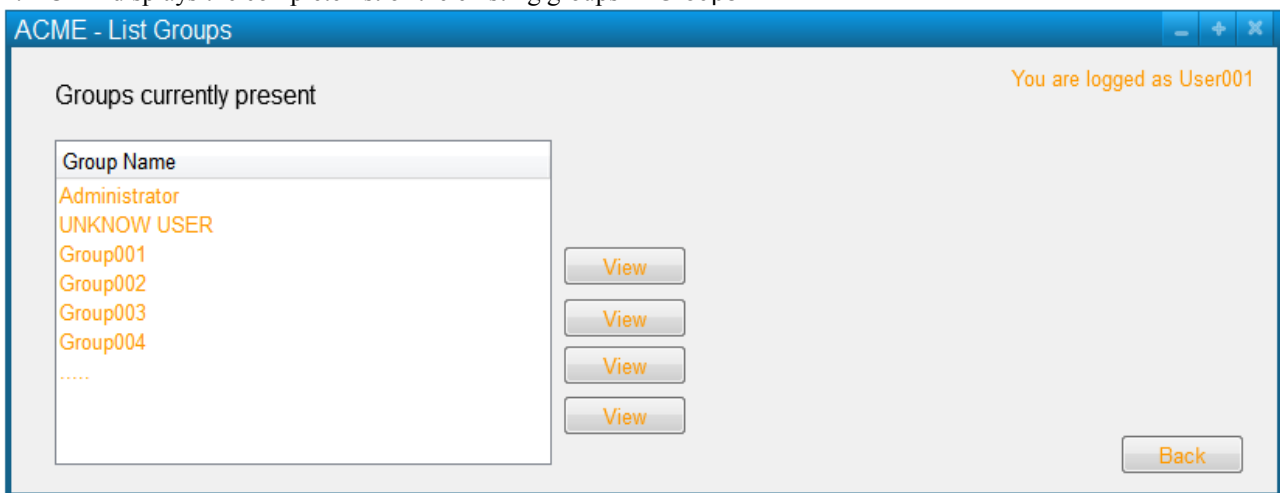 ACME - List Groups
You are logged as User001
Groups currently present
Group Name
Administrator
UNKNOW USER
Group001
View
Group002
Group003
View
Group004
View
.....
View
Back